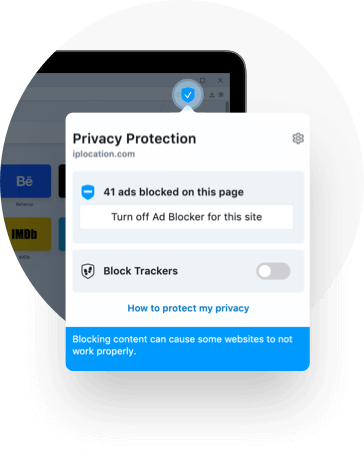 Privacy Protection
iplocation.com
41 ads blocked on this page
Turn off Ad Blocker for this site
Block Trackers
How to protect my privacy
Blocking content can cause some websites to not
work properly.
Bē
Behance
IMDb